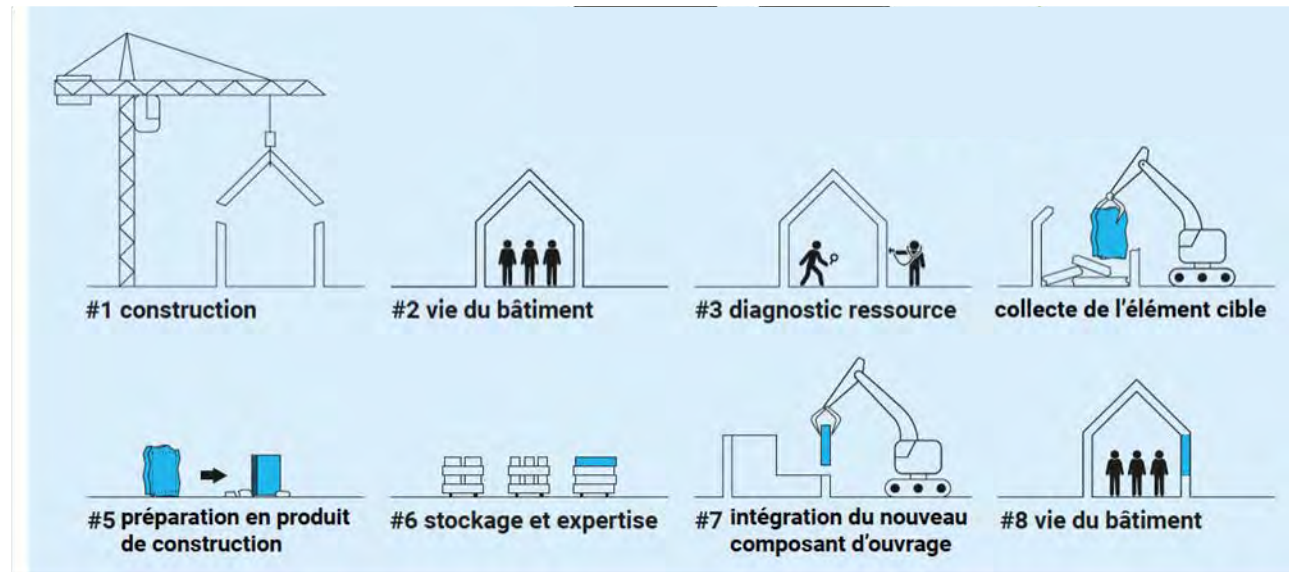 #1 construction
#2 vie du bâtiment
#3 diagnostic ressource
collecte de l'élément cible
#5 préparation en produit
de construction
#6 stockage et expertise
#7 intégration du nouveau
composant d'ouvrage
#8 vie du bâtiment